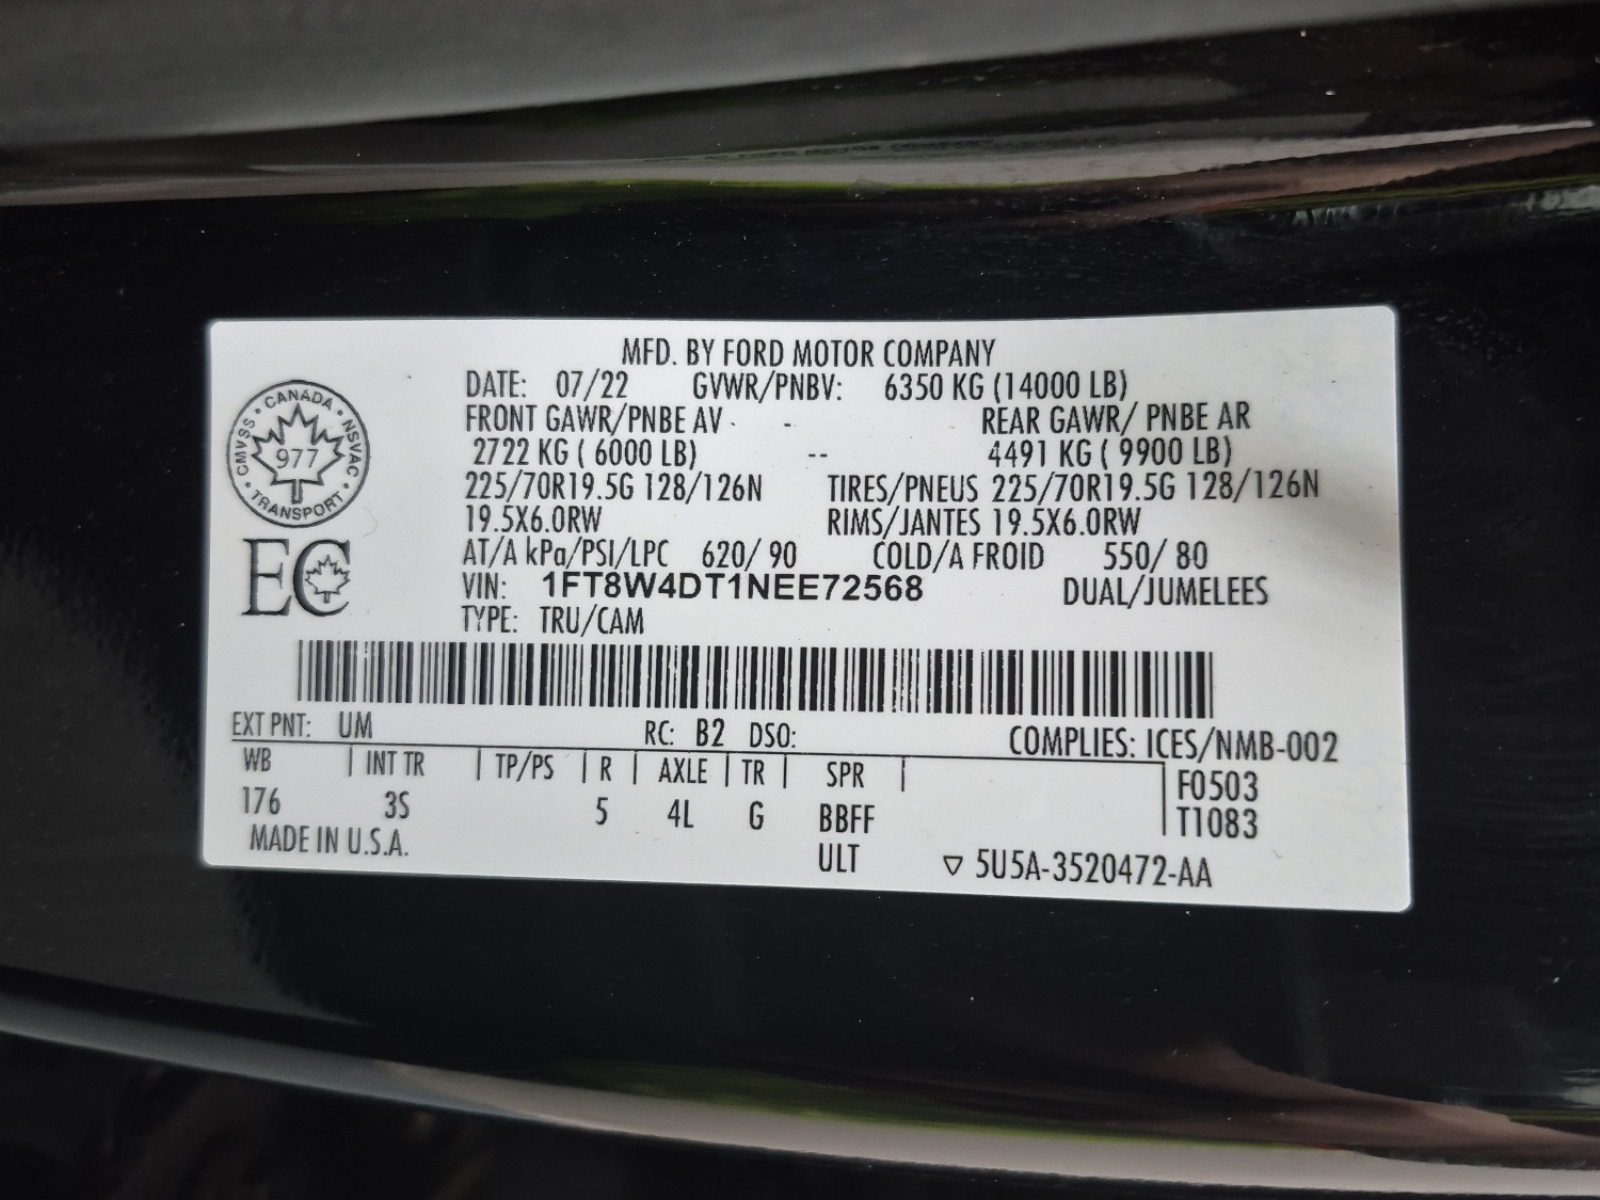 MFD. BY FORD MOTOR COMPANY
DATE: 07/22 GVWR/PNBV: 6350 KG (14000 LB)
FRONT GAWR/PNBE AV - REAR GAWR/ PNBE AR
2722 KG ( 6000 LB) -- 4491 KG ( 9900 LB)
225/70R19.5G 128/126N TIRES/PNEUS 225/70R19.5G 128/126N
19.5X6.0RW RIMS/JANTES 19.5X6.0RW
AT/A kPa/PSI/LPC 620/ 90 COLD/A FROID 550/ 80
VIN: 1FT8W4DT1NEE72568 DUAL/JUMELEES
TYPE: TRU/CAM
CANADA
CMVSS NSVAC
977
TRANSPORT
EC
EXT PNT: UM RC: B2 DSO: COMPLIES: ICES/NMB-002
WB | INT TR | TP/PS | R | AXLE | TR | SPR | F0503
176 3S 5 4L G BBFF T1083
MADE IN U.S.A. ULT ▽ 5U5A-3520472-AA